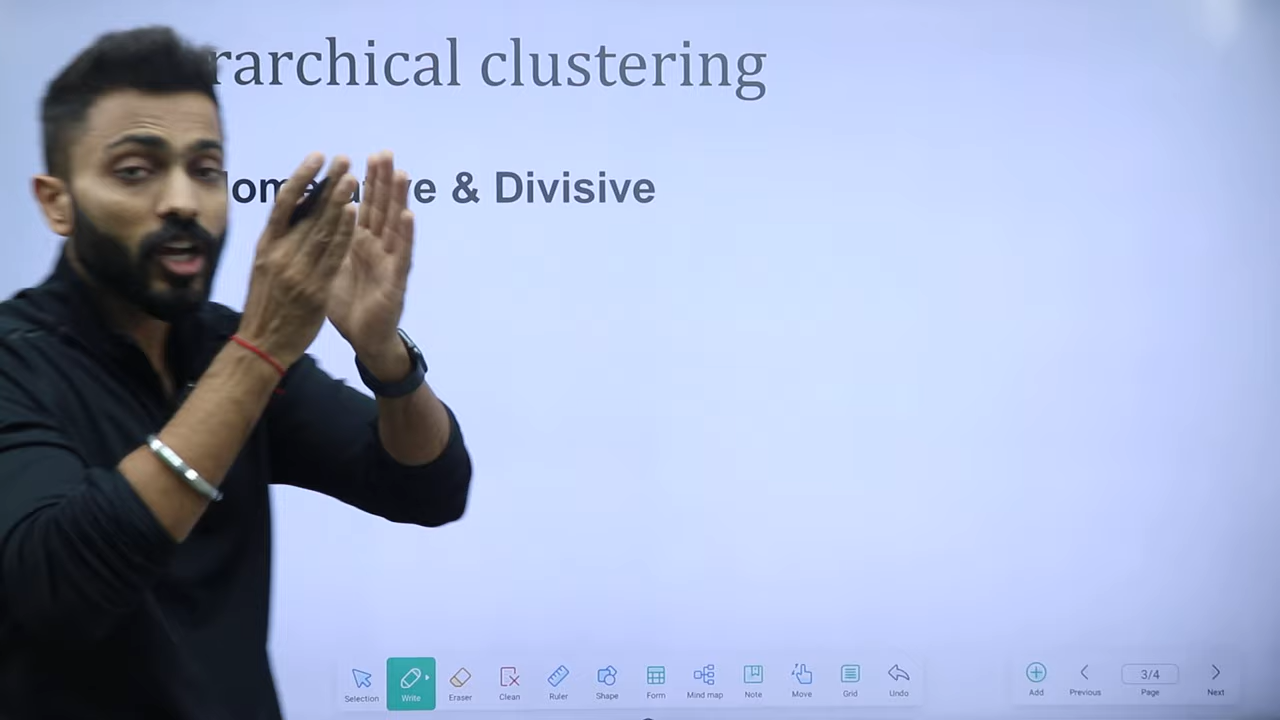 rarchical clustering
& Divisive
Selection Write Eraser Clean Ruler Shape Form Mind map Note Move Grid Undo Add Previous 3/4 Page Next